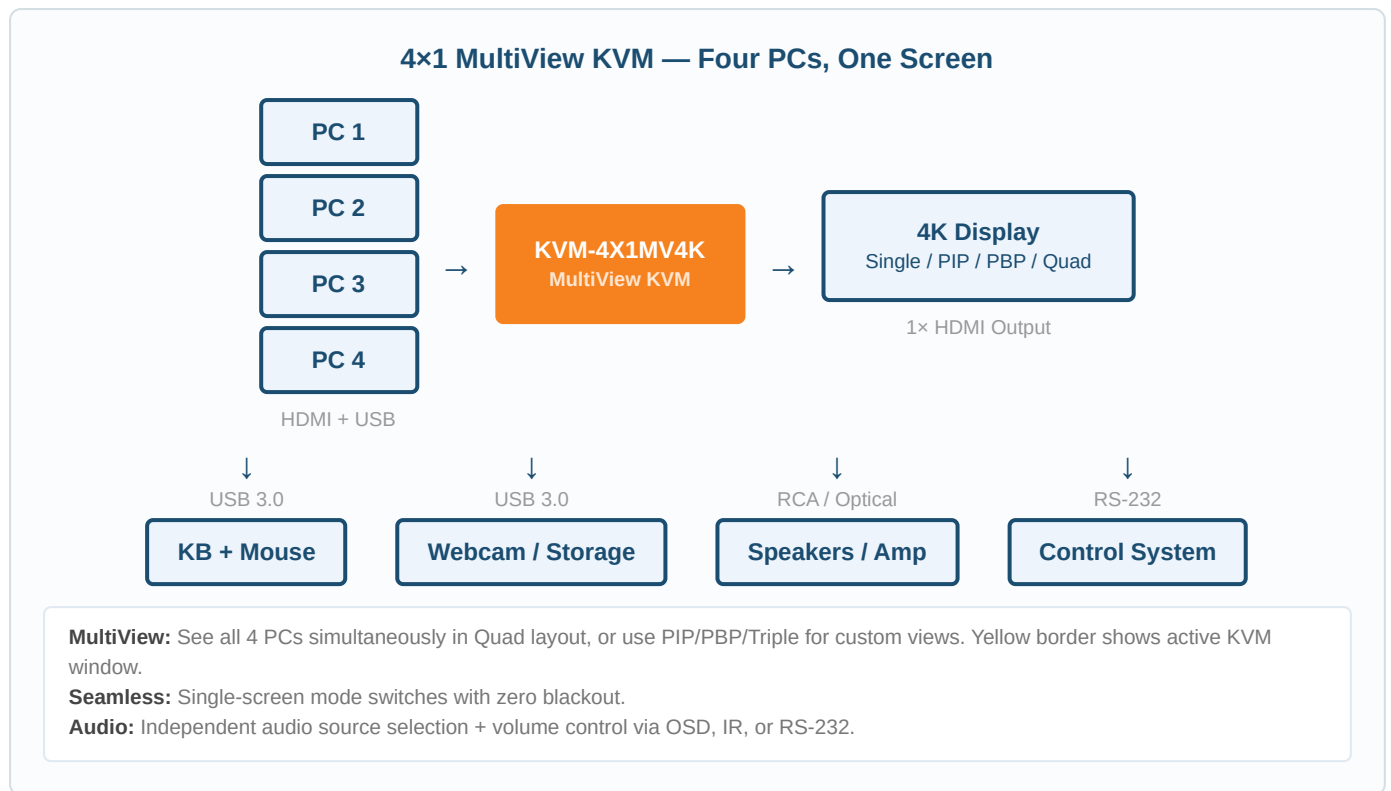 4×1 MultiView KVM — Four PCs, One Screen
PC 1
PC 2
PC 3
PC 4
HDMI + USB
→
KVM-4X1MV4K
MultiView KVM
→
4K Display
Single / PIP / PBP / Quad
1× HDMI Output
↓
USB 3.0
KB + Mouse
↓
USB 3.0
Webcam / Storage
↓
RCA / Optical
Speakers / Amp
↓
RS-232
Control System
MultiView: See all 4 PCs simultaneously in Quad layout, or use PIP/PBP/Triple for custom views. Yellow border shows active KVM
window.
Seamless: Single-screen mode switches with zero blackout.
Audio: Independent audio source selection + volume control via OSD, IR, or RS-232.